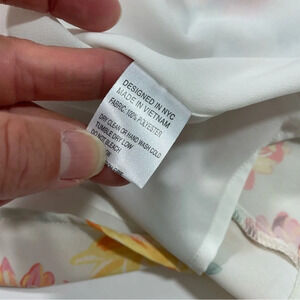 DESIGNED IN NYC
MADE IN VIETNAM
FABRIC: 100% POLYESTER
DRY CLEAN OR HAND WASH COLD
TUMBLE DRY LOW
DO NOT BLEACH